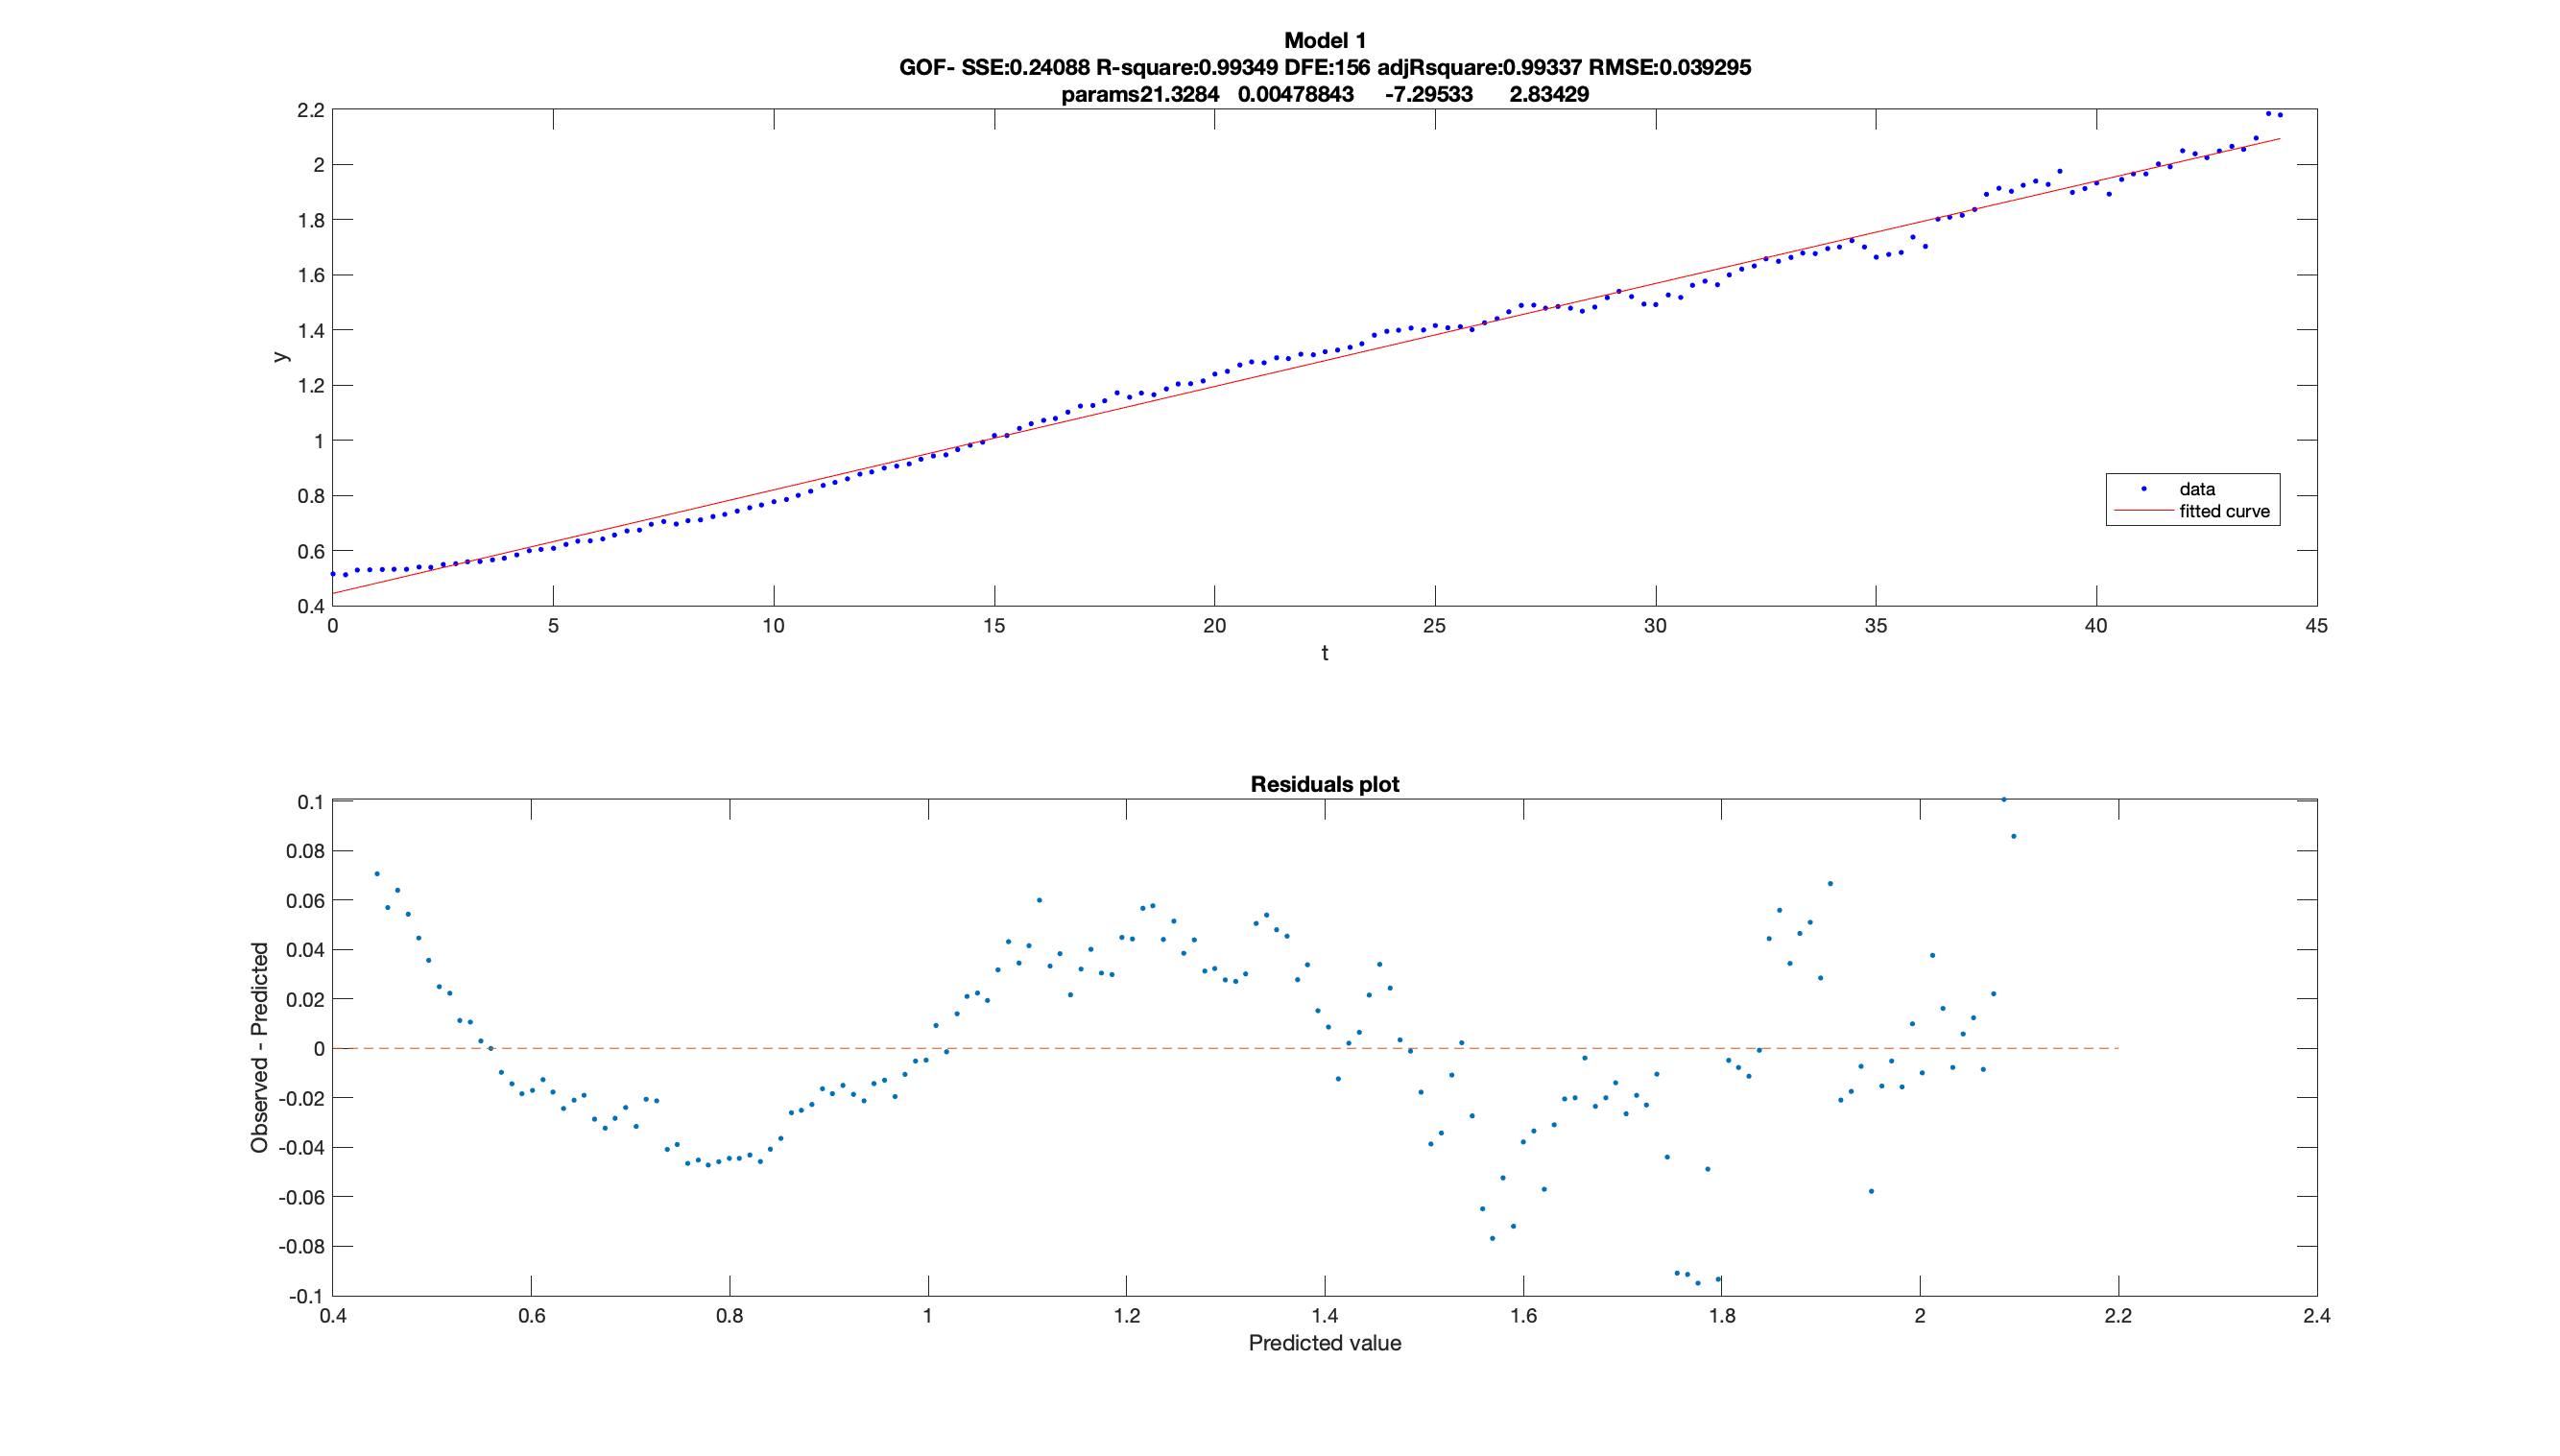 Model 1
GOF- SSE:0.24088 R-square:0.99349 DFE:156 adjRsquare:0.99337 RMSE:0.039295
params21.3284 0.00478843 -7.29533 2.83429
2.2
2
1.8
1.6
1.4
1.2
1
0.8
0.6
0.4
y
data
fitted curve
0 5 10 15 20 25 30 35 40 45
t
Residuals plot
0.1
0.08
0.06
0.04
0.02
0
-0.02
-0.04
-0.06
-0.08
-0.1
Observed - Predicted
0.4 0.6 0.8 1 1.2 1.4 1.6 1.8 2 2.2 2.4
Predicted value